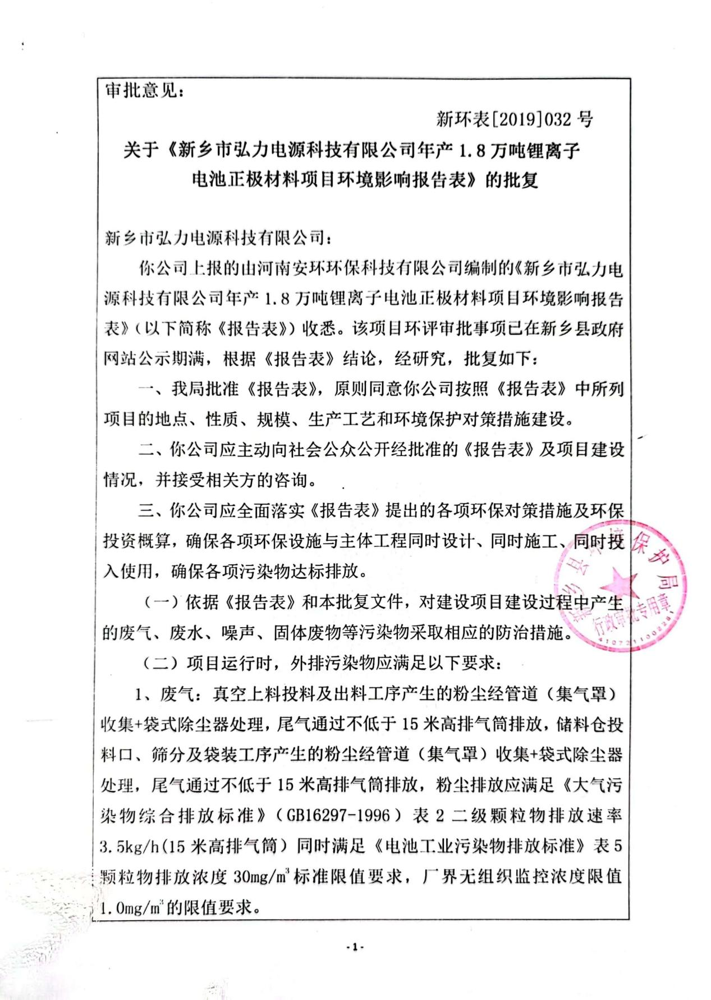 审批意见：
新环表[2019]032 号
关于《新乡市弘力电源科技有限公司年产 1.8 万吨锂离子
电池正极材料项目环境影响报告表》的批复
新乡市弘力电源科技有限公司：
你公司上报的由河南安环环保科技有限公司编制的《新乡市弘力电
源科技有限公司年产 1.8 万吨锂离子电池正极材料项目环境影响报告
表》（以下简称《报告表》）收悉。该项目环评审批事项已在新乡县政府
网站公示期满，根据《报告表》结论，经研究，批复如下：
一、我局批准《报告表》，原则同意你公司按照《报告表》中所列
项目的地点、性质、规模、生产工艺和环境保护对策措施建设。
二、你公司应主动向社会公众公开经批准的《报告表》及项目建设
情况，并接受相关方的咨询。
三、你公司应全面落实《报告表》提出的各项环保对策措施及环保
投资概算，确保各项环保设施与主体工程同时设计、同时施工、同时投
入使用，确保各项污染物达标排放。
（一）依据《报告表》和本批复文件，对建设项目建设过程中产生
的废气、废水、噪声、固体废物等污染物采取相应的防治措施。
（二）项目运行时，外排污染物应满足以下要求：
1、废气：真空上料投料及出料工序产生的粉尘经管道（集气罩）
收集+袋式除尘器处理，尾气通过不低于 15 米高排气筒排放，储料仓投
料口、筛分及袋装工序产生的粉尘经管道（集气罩）收集+袋式除尘器
处理，尾气通过不低于 15 米高排气筒排放，粉尘排放应满足《大气污
染物综合排放标准》（GB16297-1996）表 2 二级颗粒物排放速率
3.5kg/h(15 米高排气筒）同时满足《电池工业污染物排放标准》表 5
颗粒物排放浓度 30mg/m³标准限值要求，厂界无组织监控浓度限值
1.0mg/m³的限值要求。
新乡县环境保护局
行政审批专用章
-1-